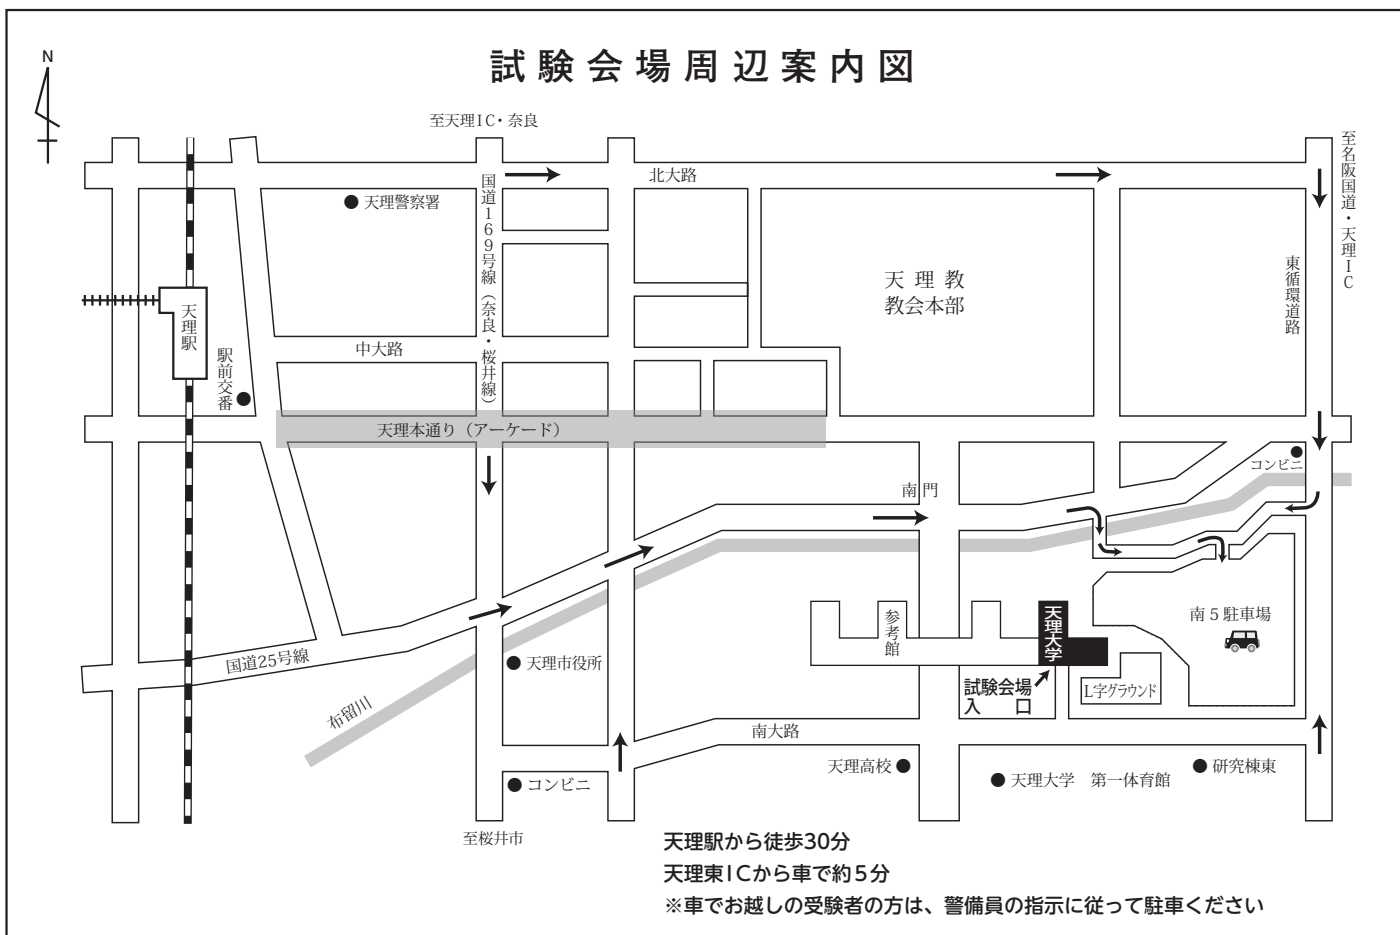 試験会場周辺案内図
N
至天理IC・奈良
至名阪国道・天理IC
北大路
国道169号線（奈良・桜井線）
天理警察署
東循環道路
天理教
教会本部
天理駅
中大路
駅前交番
天理本通り（アーケード）
コンビニ
南門
参考館
天理大学
南5駐車場
国道25号線
天理市役所
試験会場
入口
L字グラウンド
布留川
南大路
天理高校
研究棟東
コンビニ
天理大学　第一体育館
至桜井市
天理駅から徒歩30分
天理東ICから車で約5分
※車でお越しの受験者の方は、警備員の指示に従って駐車ください